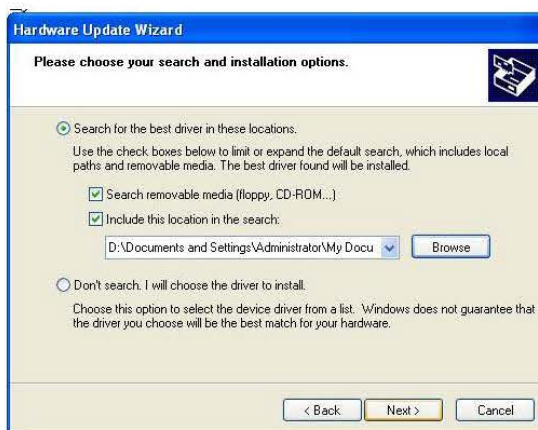 Hardware Update Wizard
Please choose your search and installation options.
Search for the best driver in these locations.
Use the check boxes below to limit or expand the default search, which includes local
paths and removable media. The best driver found will be installed.
Search removable media (floppy, CD-ROM...)
Include this location in the search:
D:\Documents and Settings\Administrator\My Docu
Browse
Don't search. I will choose the driver to install.
Choose this option to select the device driver from a list. Windows does not guarantee that
the driver you choose will be the best match for your hardware.
< Back Next > Cancel